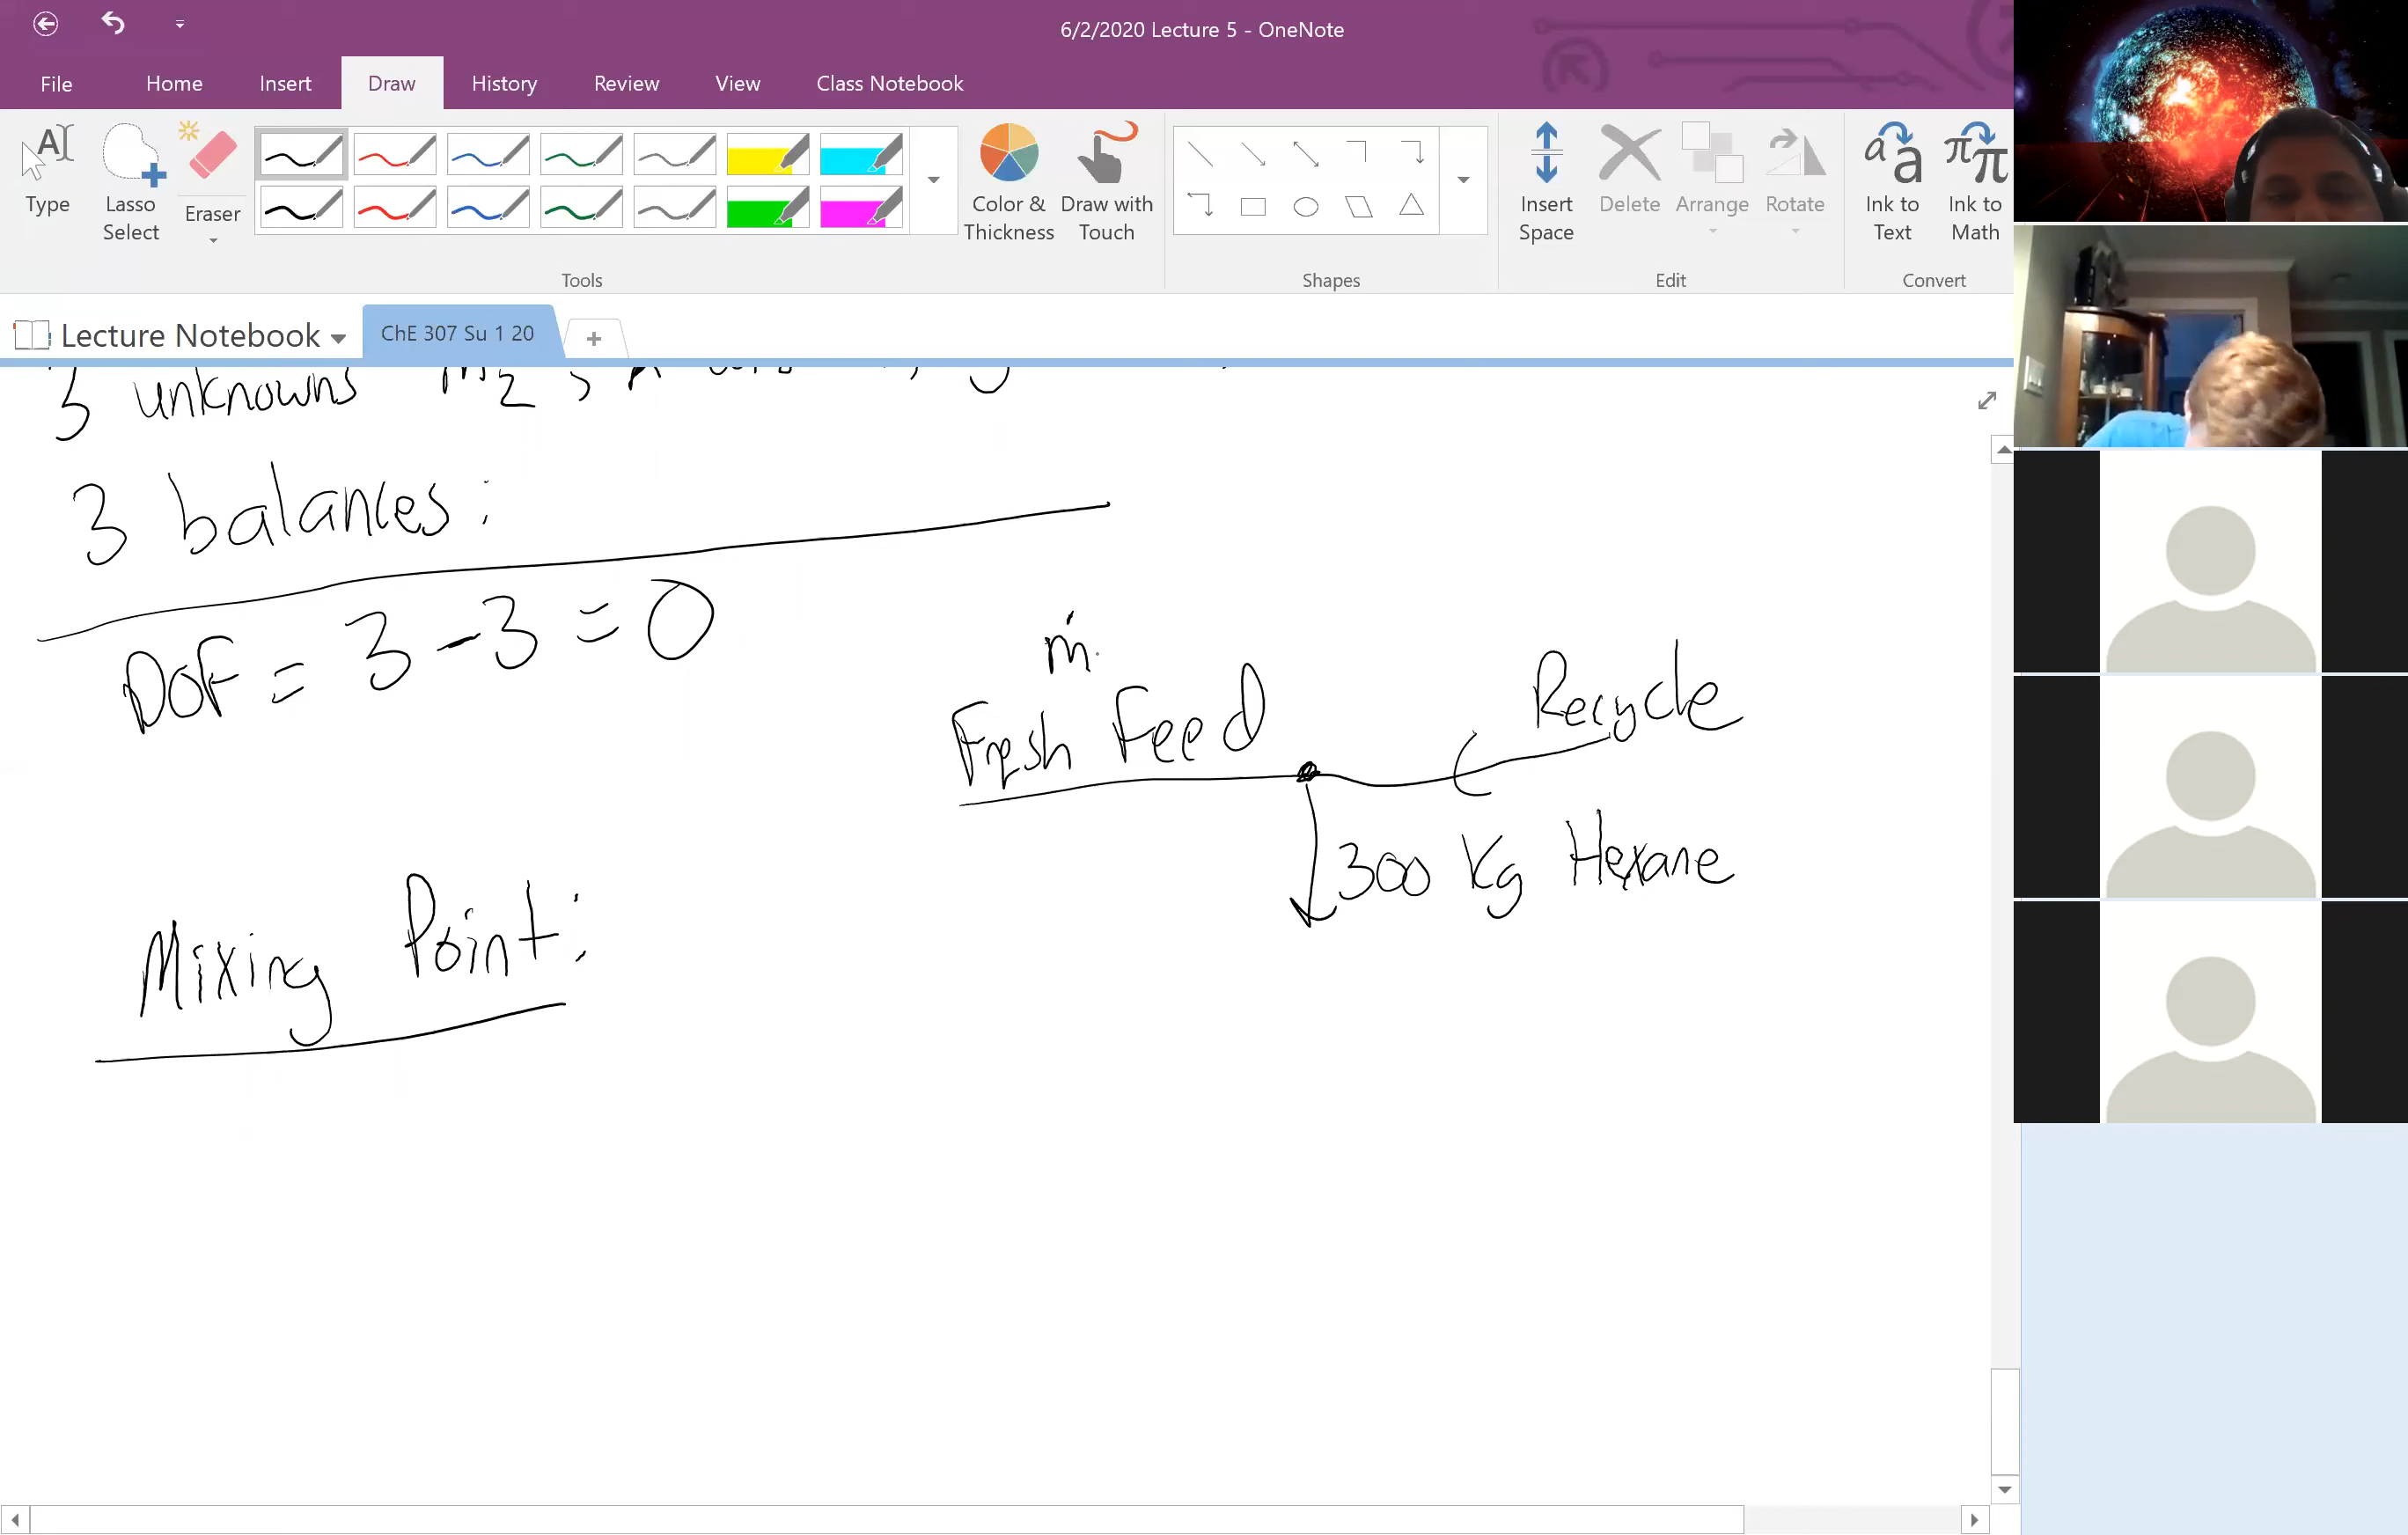 6/2/2020 Lecture 5 - OneNote
File Home Insert Draw History Review View Class Notebook
Type
Lasso Select
Eraser
Color & Thickness
Draw with Touch
Insert Space
Delete
Arrange
Rotate
Ink to Text
Ink to Math
Tools Shapes Edit Convert
Lecture Notebook ChE 307 Su 1 20 +
3 unknowns
3 balances:
DOF = 3 - 3 = 0
ṁ
Fresh Feed
Recycle
300 Kg Hexane
Mixing Point: